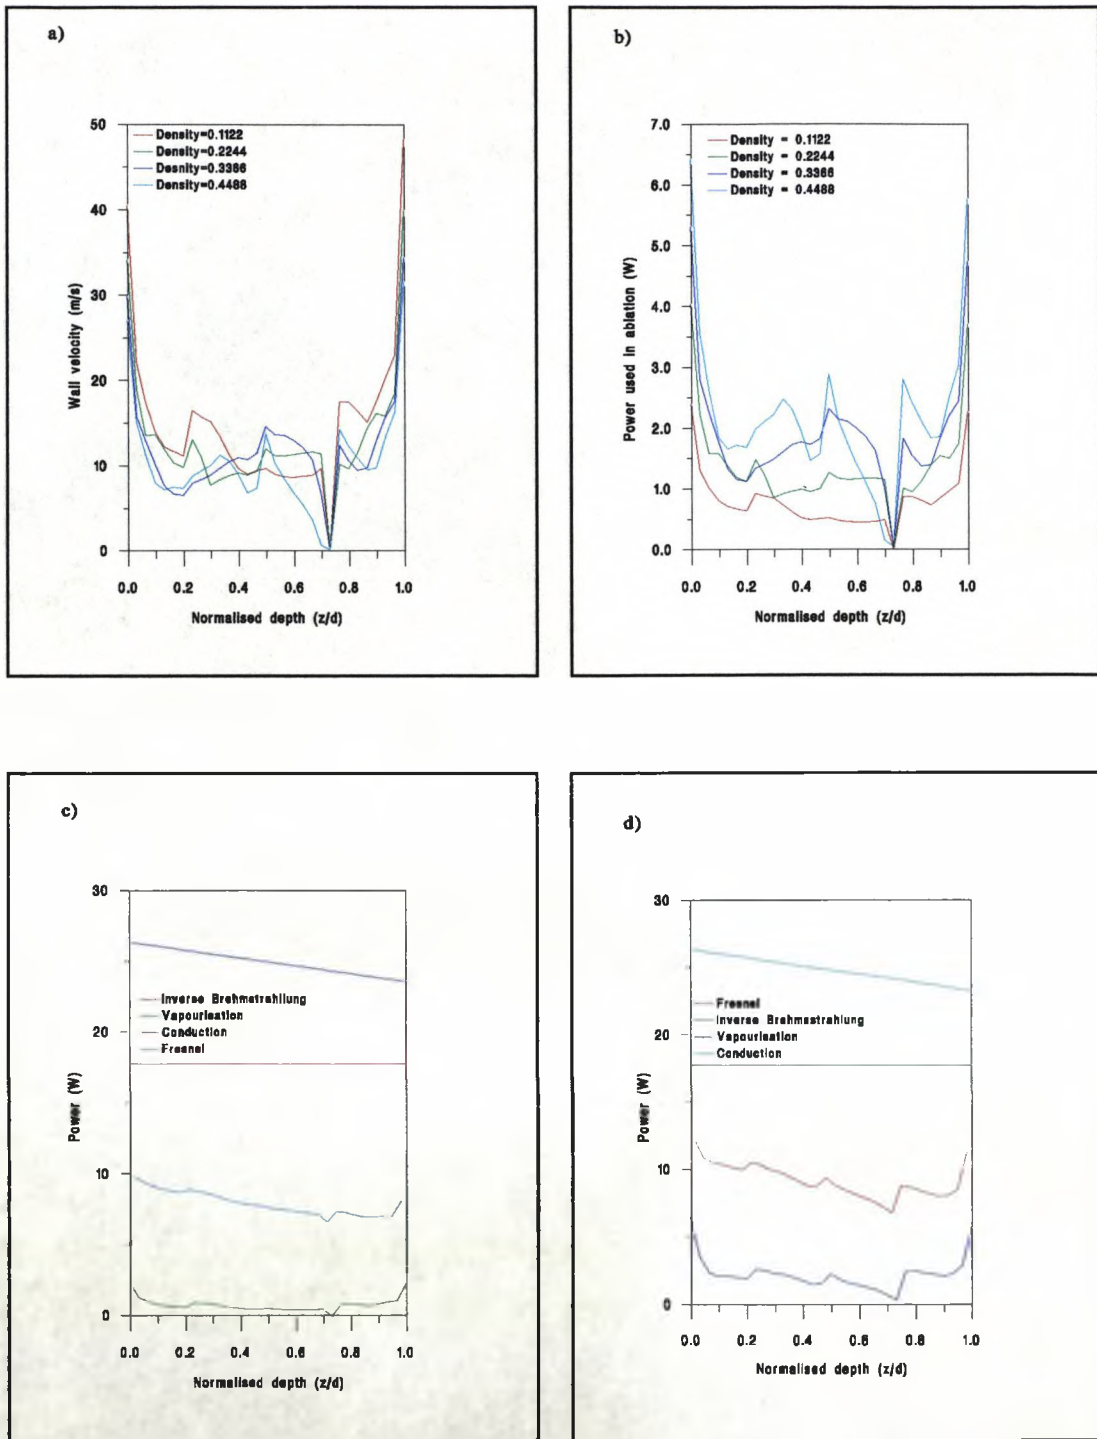 a)
50
40
30
20
10
0
Wall velocity (m/s)
Density=0.1122
Density=0.2244
Desnity=0.3366
Density=0.4488
0.0 0.2 0.4 0.6 0.8 1.0
Normalised depth (z/d)
b)
7.0
6.0
5.0
4.0
3.0
2.0
1.0
0.0
Power used in ablation (W)
Density = 0.1122
Density = 0.2244
Density = 0.3366
Density = 0.4488
0.0 0.2 0.4 0.6 0.8 1.0
Normalised depth (z/d)
c)
30
20
10
0
Power (W)
Inverse Brehmstrahllung
Vapourisation
Conduction
Fresnel
0.0 0.2 0.4 0.6 0.8 1.0
Normalised depth (z/d)
d)
30
20
10
0
Power (W)
Fresnel
Inverse Brehmsstrahlung
Vapourisation
Conduction
0.0 0.2 0.4 0.6 0.8 1.0
Normalised depth (z/d)